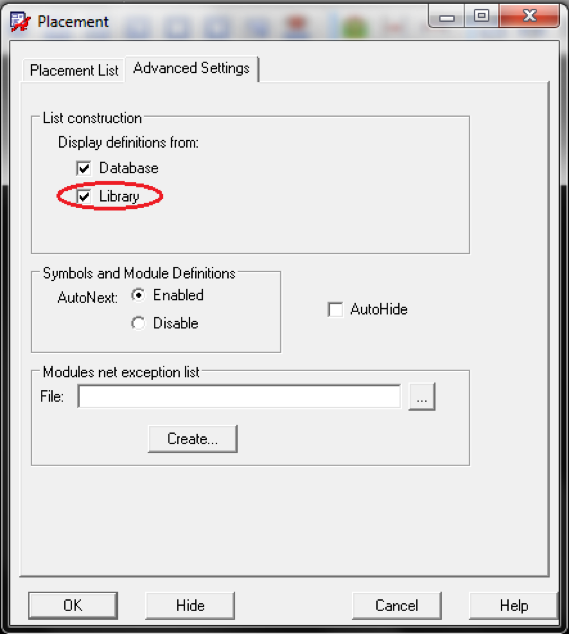 Placement
Placement List Advanced Settings
List construction
Display definitions from:
Database
Library
Symbols and Module Definitions
AutoNext: Enabled
Disable
AutoHide
Modules net exception list
File: ...
Create...
OK Hide Cancel Help